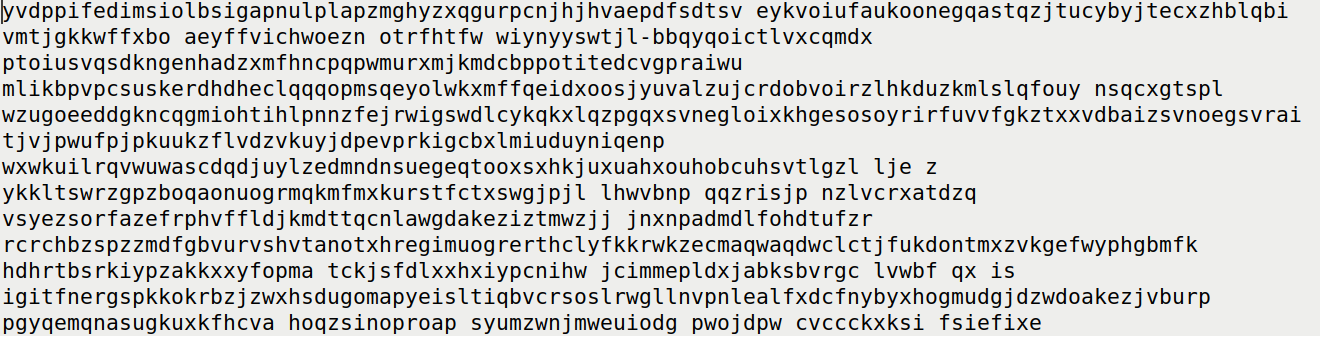 yvdppifedimsiolbsigapnulplapzmghyzxqgurpcnjhjhvaepdfsdtsv eykvoiufaukoonegqastqzjtucybyjtecxzhblqbi
vmtjgkkwffxbo aeyffvichwoezn otrfhtfw wiynyyswtjl-bbqyqoictlvxcqmdx
ptoiusvqsdkngenhadzxmfhncpqpwmurxmjkmdcbppotitedcvgpraiwu
mlikbpvpcsuskerdhdheclqqqopmsqeyolwkxmffqeidxoosjyuvalzujcrdobvoirzlhkduzkmlslqfouy nsqcxgtspl
wzugoeeddgkncqgmiohtihlpnnzfejrwigswdlcykqkxlqzpgqxsvnegloixkhgesosoyrirfuvvfgkztxxvdbaizsvnoegsvrai
tjvjpwufpjpkuukzflvdzvkuyjdpevprkigcbxlmiuduyniqenp
wxwkuilrqvwuwascdqdjuylzedmndnsuegeqtooxsxhkjuxuahxouhobcuhsvtlgzl lje z
ykkltswrzgpzboqaonuogrmqkmfmxkurstfctxswgjpjl lhwvbnp qqzrisjp nzlvcrxatdzq
vsyezsorfazefrphvffldjkmdttqcnlawgdakeziztmwzjj jnxnpadmdlfohdtufzr
rcrchbzspzzmdfgbvurvshvtanotxhregimuogrerthclyfkkrwkzecmaqwaqdwclctjfukdontmxzvkgefwyphgbmfk
hdhrtbsrkiypzakkxxyfopma tckjsfdlxxhxiypcnihw jcimmepldxjabksbvrgc lvwbf qx is
igitfnergspkkokrbzjzwxhsdugomapyeisltiqbvcrsoslrwgllnvpnlealfxdcfnybyxhogmudgjdzwdoakezjvburp
pgyqemqnasugkuxkfhcva hoqzsinoproap syumzwnjmweuiodg pwojdpw cvccckxksi fsiefixe